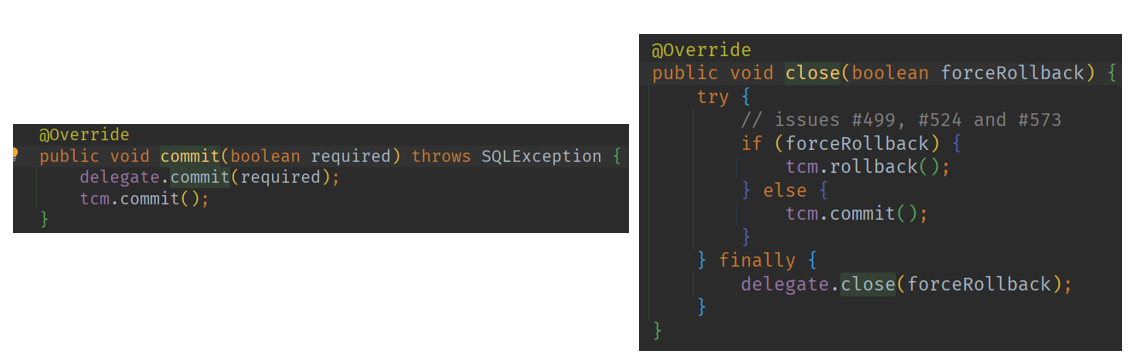 @Override
public void commit(boolean required) throws SQLException {
    delegate.commit(required);
    tcm.commit();
}
@Override
public void close(boolean forceRollback) {
    try {
        // issues #499, #524 and #573
        if (forceRollback) {
            tcm.rollback();
        } else {
            tcm.commit();
        }
    } finally {
        delegate.close(forceRollback);
    }
}